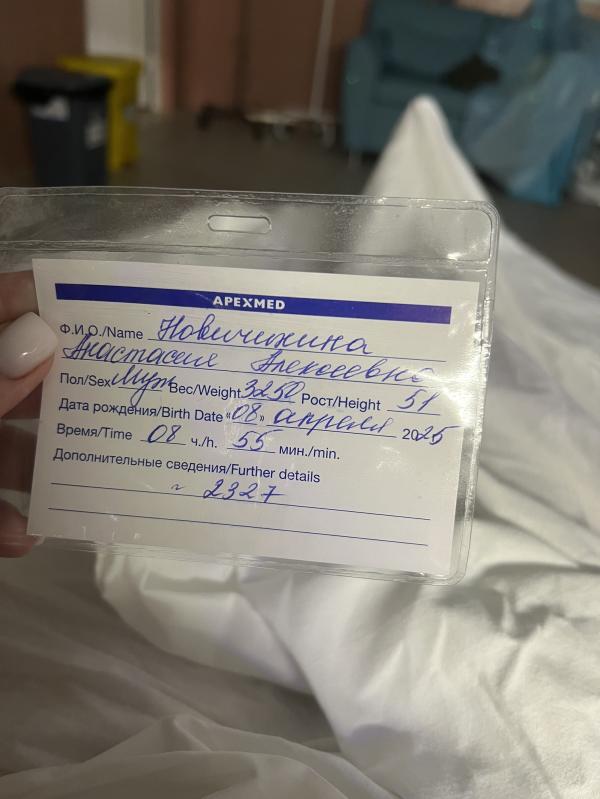 APEXMED
Ф.И.О./Name Новичихина
Анастасия Алексеевна
Пол/Sex Муж Вес/Weight 3250 Рост/Height 51
Дата рождения/Birth Date «08» апреля 2025
Время/Time 08 ч./h. 55 мин./min.
Дополнительные сведения/Further details
~ 2327